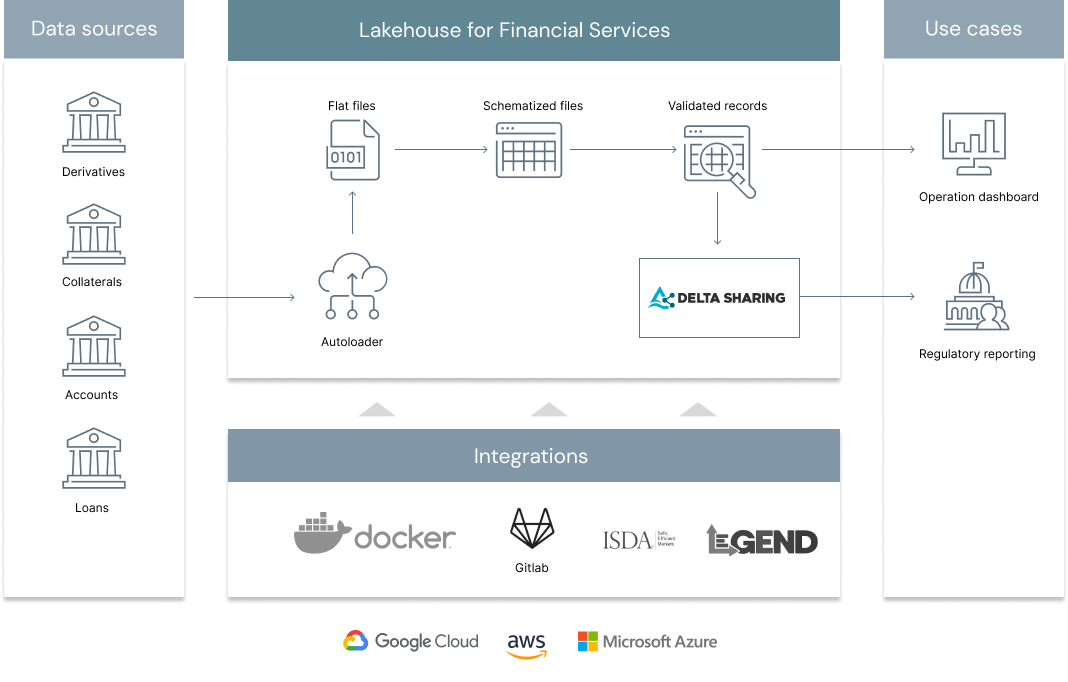 Data sources
Derivatives
Collaterals
Accounts
Loans
Lakehouse for Financial Services
Flat files
Schematized files
Validated records
0101
Autoloader
DELTA SHARING
Use cases
Operation dashboard
Regulatory reporting
Integrations
docker
Gitlab
ISDA
Safe,
Efficient
Markets
LEGEND
Google Cloud
aws
Microsoft Azure